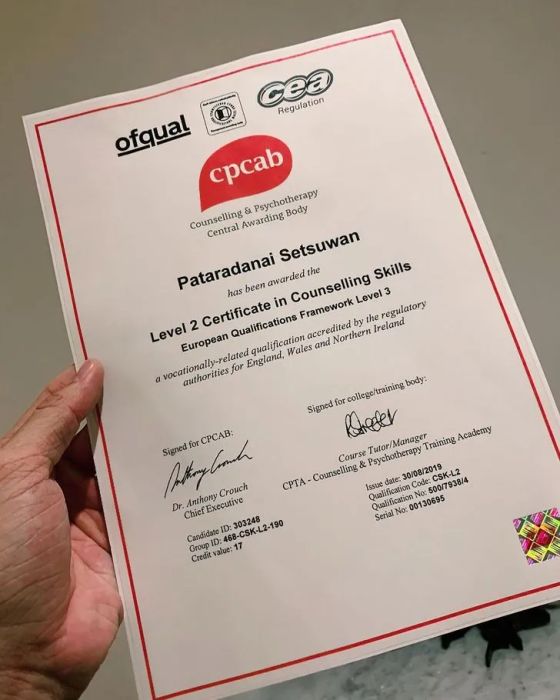 ofqual
cea
Regulation
cpcab
Counselling & Psychotherapy
Central Awarding Body
Pataradanai Setsuwan
has been awarded the
Level 2 Certificate in Counselling Skills
European Qualifications Framework Level 3
a vocationally-related qualification accredited by the regulatory
authorities for England, Wales and Northern Ireland
Signed for CPCAB:
Anthony Crouch
Dr. Anthony Crouch
Chief Executive
Candidate ID: 303248
Group ID: 468-CSK-L2-190
Credit value: 17
Signed for college/training body:
Course Tutor/Manager
CPTA - Counselling & Psychotherapy Training Academy
Issue date: 30/08/2019
Qualification Code: CSK-L2
Qualification No: 500/7938/4
Serial No: 00130695